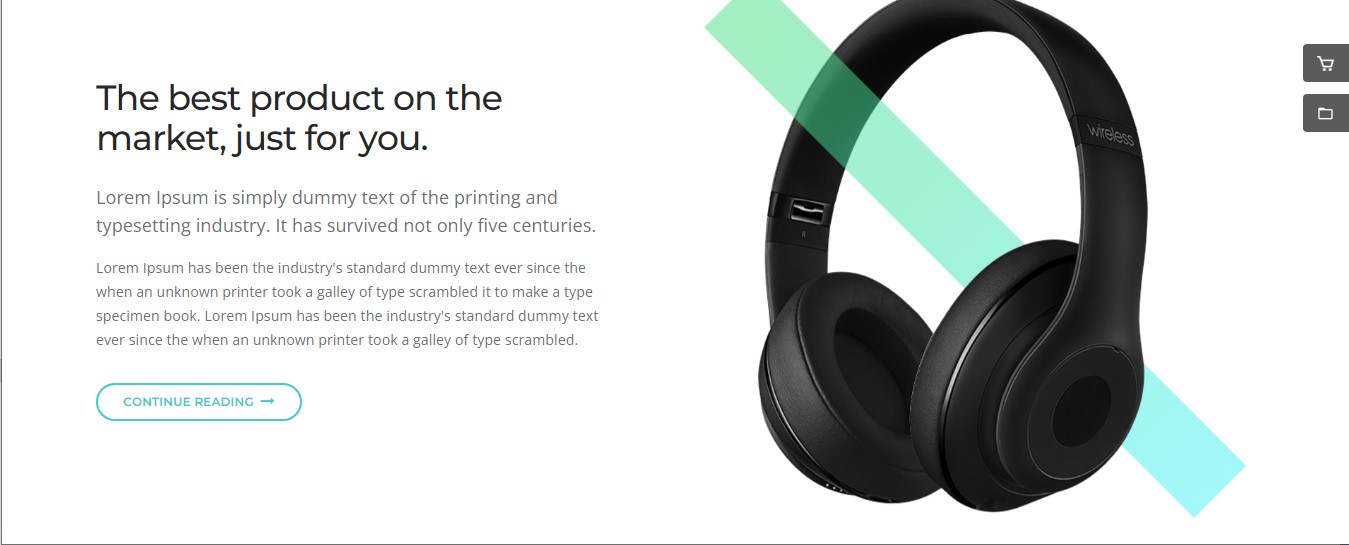 The best product on the
market, just for you.
Lorem Ipsum is simply dummy text of the printing and
typesetting industry. It has survived not only five centuries.
Lorem Ipsum has been the industry's standard dummy text ever since the
when an unknown printer took a galley of type scrambled it to make a type
specimen book. Lorem Ipsum has been the industry's standard dummy text
ever since the when an unknown printer took a galley of type scrambled.
CONTINUE READING
wireless
R